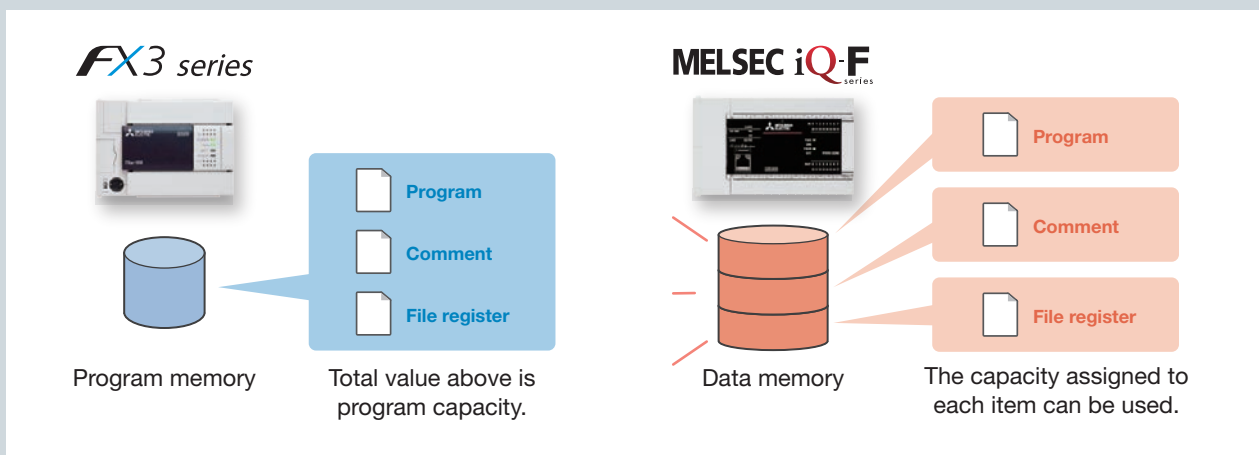 FX3 series
MELSEC iQ-F
series
Program
Comment
File register
Program
Comment
File register
Program memory
Total value above is
program capacity.
Data memory
The capacity assigned to
each item can be used.